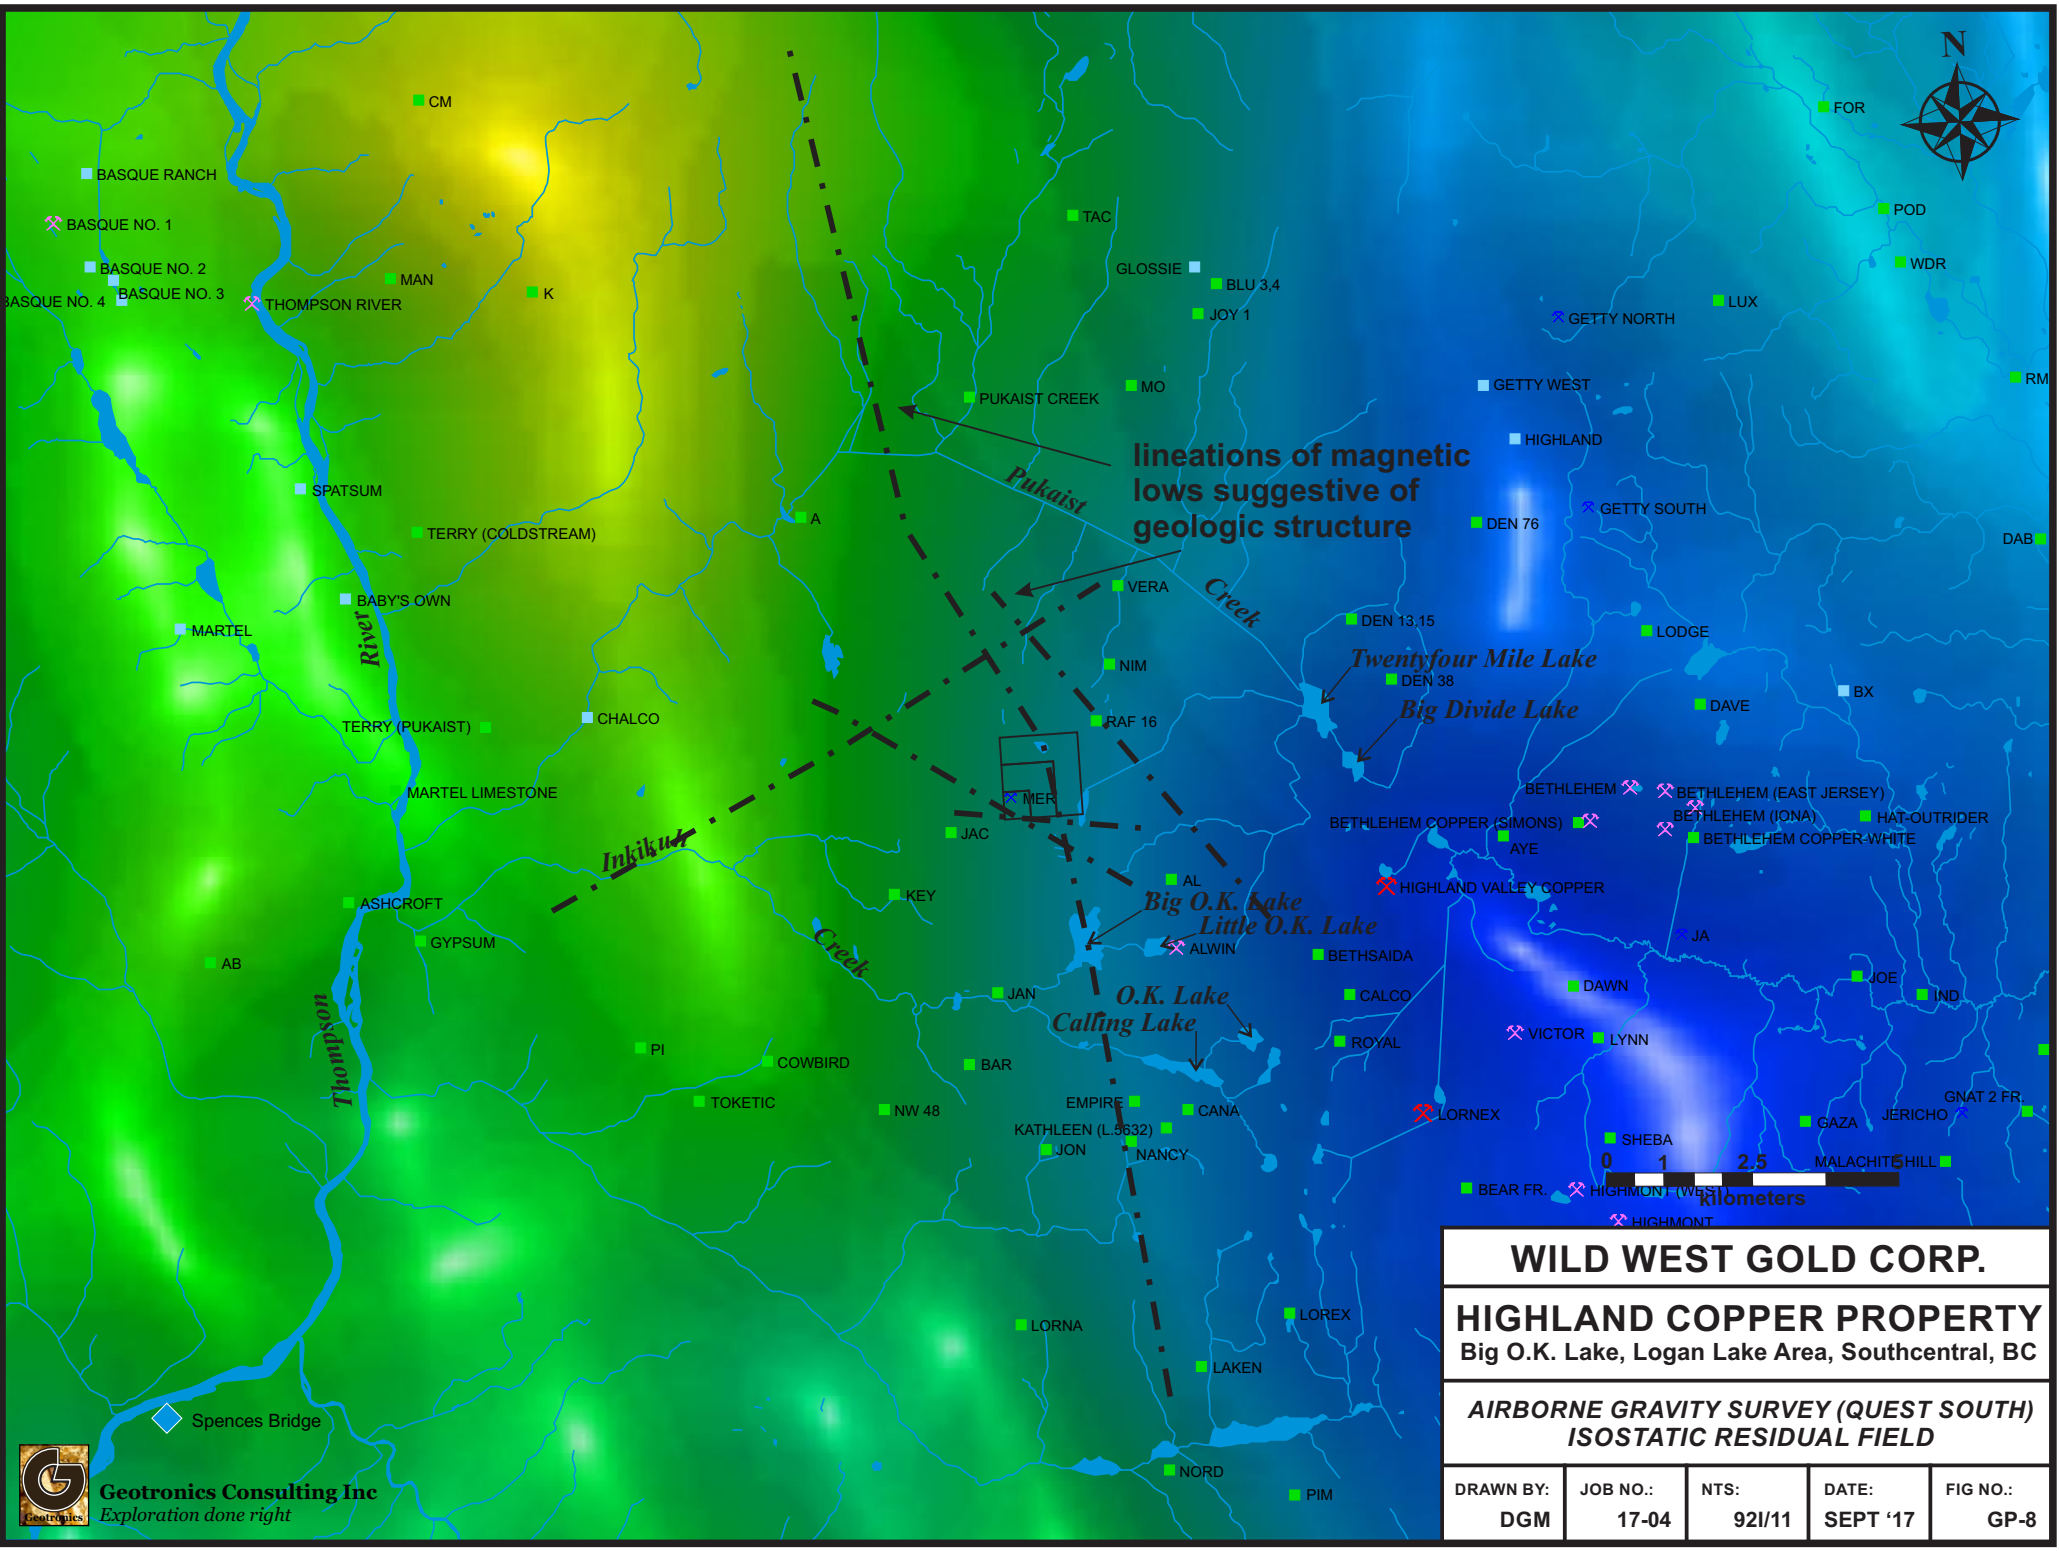 N
CM
FOR
BASQUE RANCH
POD
BASQUE NO. 1
TAC
BASQUE NO. 2
GLOSSIE
WDR
BASQUE NO. 3
MAN
BLU 3,4
BASQUE NO. 4
THOMPSON RIVER
K
JOY 1
LUX
GETTY NORTH
RM
PUKAIST CREEK
MO
GETTY WEST
HIGHLAND
lineations of magnetic
lows suggestive of
geologic structure
SPATSUM
Pukaist
GETTY SOUTH
A
DEN 76
TERRY (COLDSTREAM)
DAB
VERA
Creek
BABY'S OWN
River
MARTEL
DEN 13,15
LODGE
NIM
Twentyfour Mile Lake
DEN 38
BX
Big Divide Lake
DAVE
TERRY (PUKAIST)
CHALCO
RAF 16
MARTEL LIMESTONE
MER
BETHLEHEM
BETHLEHEM (EAST JERSEY)
BETHLEHEM (IONA)
HAT-OUTRIDER
BETHLEHEM COPPER (SIMONS)
JAC
AYE
BETHLEHEM COPPER-WHITE
Inkikuh
AL
HIGHLAND VALLEY COPPER
KEY
Big O.K. Lake
ASHCROFT
Little O.K. Lake
GYPSUM
Creek
ALWIN
JA
AB
BETHSAIDA
JOE
DAWN
JAN
O.K. Lake
CALCO
IND
Calling Lake
Thompson
PI
COWBIRD
BAR
ROYAL
VICTOR
LYNN
TOKETIC
NW 48
EMPIRE
CANA
LORNEX
JERICHO
GNAT 2 FR.
GAZA
KATHLEEN (L.5632)
JON
NANCY
SHEBA
MALACHITE HILL
0 1 2.5 5
kilometers
BEAR FR.
HIGHMONT (WEST)
HIGHMONT
LORNA
LOREX
LAKEN
NORD
PIM
Spences Bridge
Geotronics
Geotronics Consulting Inc
Exploration done right
WILD WEST GOLD CORP.
HIGHLAND COPPER PROPERTY
Big O.K. Lake, Logan Lake Area, Southcentral, BC
AIRBORNE GRAVITY SURVEY (QUEST SOUTH)
ISOSTATIC RESIDUAL FIELD
DRAWN BY: JOB NO.: NTS: DATE: FIG NO.:
DGM 17-04 92I/11 SEPT ‘17 GP-8